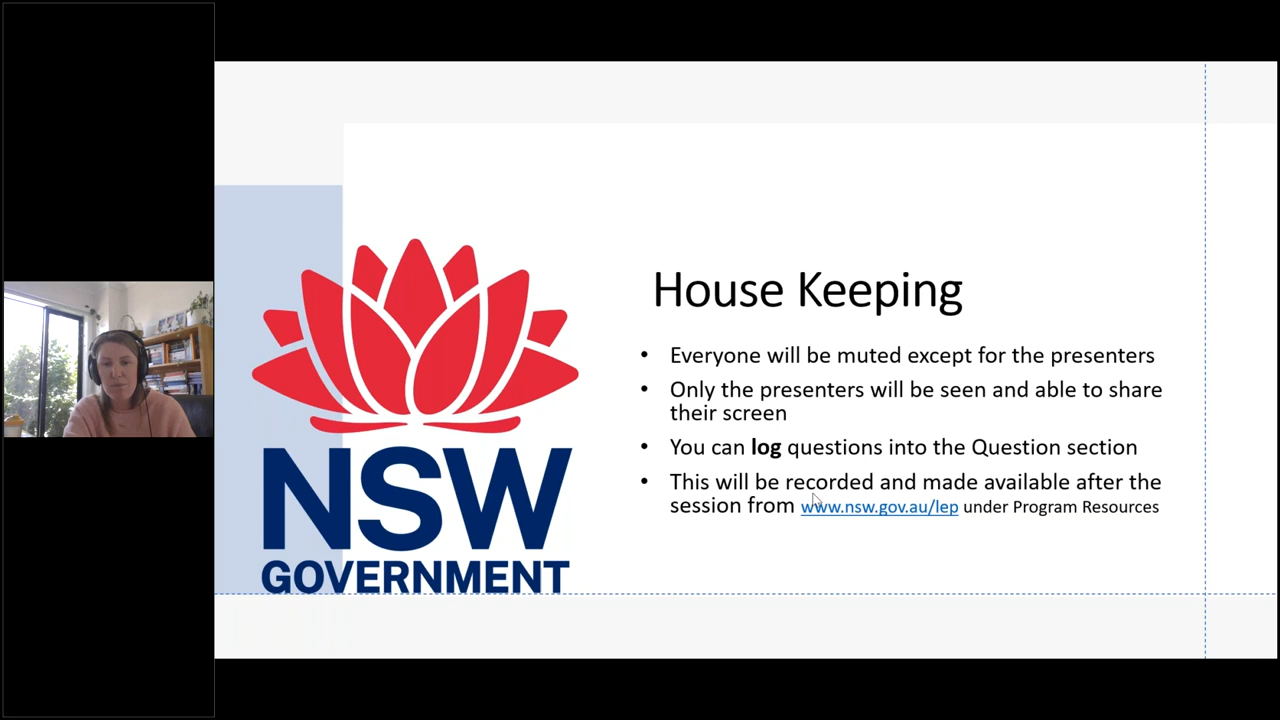 House Keeping
• Everyone will be muted except for the presenters
• Only the presenters will be seen and able to share
their screen
• You can log questions into the Question section
• This will be recorded and made available after the
session from www.nsw.gov.au/lep under Program Resources
NSW
GOVERNMENT